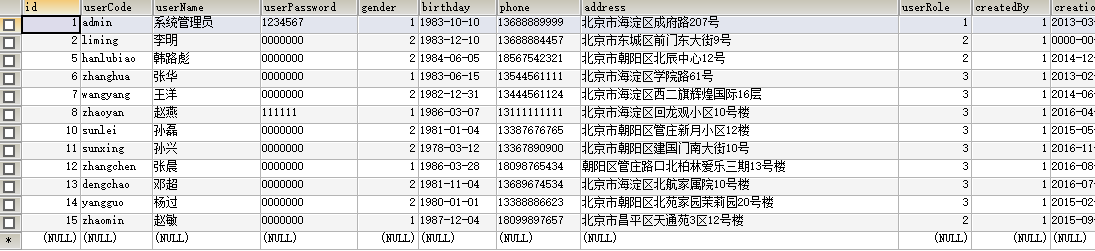 id userCode userName userPassword gender birthday phone address userRole createdBy creatio
1 admin 系统管理员 1234567 1 1983-10-10 13688889999 北京市海淀区成府路207号 1 1 2013-03-
2 liming 李明 0000000 2 1983-12-10 13688884457 北京市东城区前门东大街9号 2 1 0000-00-
5 hanlubiao 韩路彪 0000000 2 1984-06-05 18567542321 北京市朝阳区北辰中心12号 2 1 2014-12-
6 zhanghua 张华 0000000 1 1983-06-15 13544561111 北京市海淀区学院路61号 3 1 2013-02-
7 wangyang 王洋 0000000 2 1982-12-31 13444561124 北京市海淀区西二旗辉煌国际16层 3 1 2014-06-
8 zhaoyan 赵燕 111111 1 1986-03-07 13111111111 北京市海淀区回龙观小区10号楼 3 1 2016-04-
10 sunlei 孙磊 0000000 2 1981-01-04 13387676765 北京市朝阳区管庄新月小区12楼 3 1 2015-05-
11 sunxing 孙兴 0000000 2 1978-03-12 13367890900 北京市朝阳区建国门南大街10号 3 1 2016-11-
12 zhangchen 张晨 0000000 1 1986-03-28 18098765434 朝阳区管庄路口北柏林爱乐三期13号楼 3 1 2016-08-
13 dengchao 邓超 0000000 2 1981-11-04 13689674534 北京市海淀区北航家属院10号楼 3 1 2016-07-
14 yangguo 杨过 0000000 2 1980-01-01 13388886623 北京市朝阳区北苑家园茉莉园20号楼 3 1 2015-02-
15 zhaomin 赵敏 0000000 1 1987-12-04 18099897657 北京市昌平区天通苑3区12号楼 2 1 2015-09-
* (NULL) (NULL) (NULL) (NULL) (NULL) (NULL) (NULL) (NULL) (NULL) (NULL) (NULL)